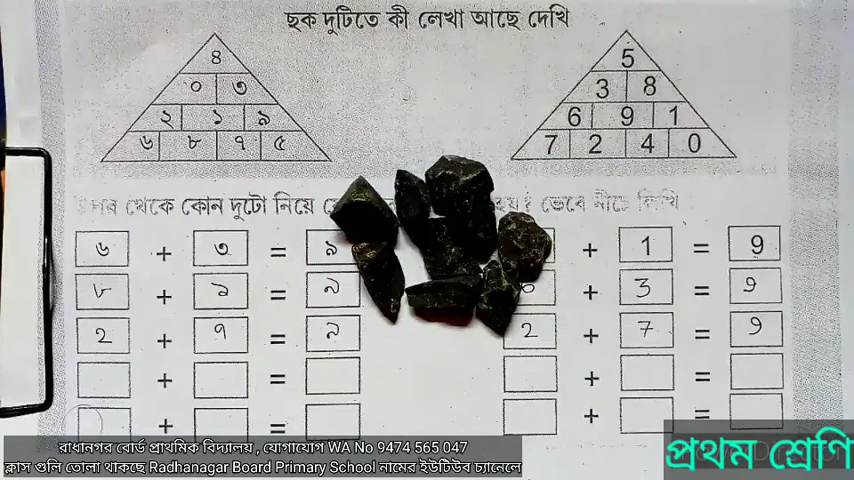 ছক দুটিতে কী লেখা আছে দেখি
৪ 5
০ ৩ 3 8
২ ১ ৯ 6 9 1
৬ ৮ ৭ ৫ 7 2 4 0
থেকে কোন দুটো নিয়ে ভেবে নীচে লিখি
৬ + ৩ = ৯ + 1 = 9
৮ + ১ = ৯ + 3 = 9
২ + ৭ = ৯ 2 + 7 = 9
+ = + =
+ = + =
রাধানগর বোর্ড প্রাথমিক বিদ্যালয় , যোগাযোগ WA No 9474 565 047
ক্লাস গুলি তোলা থাকছে Radhanagar Board Primary School নামের ইউটিউব চ্যানেলে
প্রথম শ্রেণি